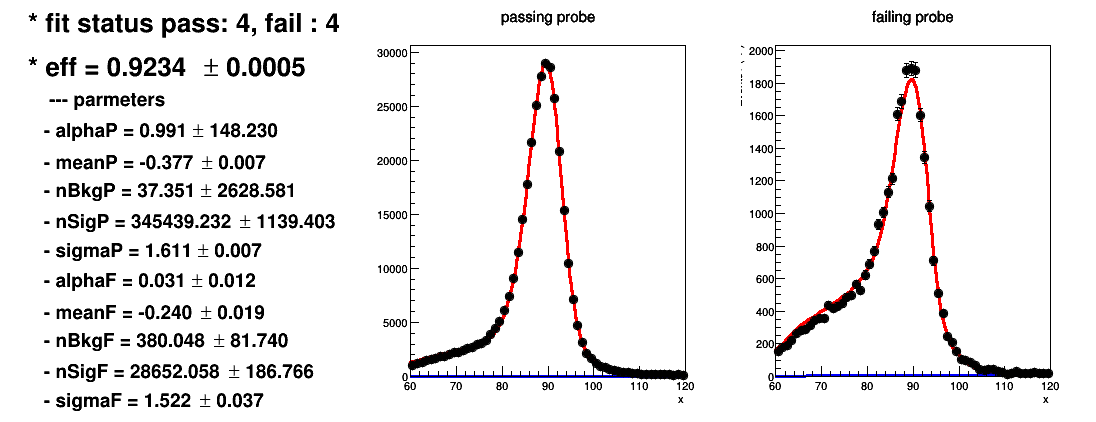 * fit status pass: 4, fail : 4
* eff = 0.9234 ± 0.0005
--- parmeters
- alphaP = 0.991 ± 148.230
- meanP = -0.377 ± 0.007
- nBkgP = 37.351 ± 2628.581
- nSigP = 345439.232 ± 1139.403
- sigmaP = 1.611 ± 0.007
- alphaF = 0.031 ± 0.012
- meanF = -0.240 ± 0.019
- nBkgF = 380.048 ± 81.740
- nSigF = 28652.058 ± 186.766
- sigmaF = 1.522 ± 0.037
passing probe
30000
25000
20000
15000
10000
5000
0
60 70 80 90 100 110 120
x
failing probe
2000
1800
1600
1400
1200
1000
800
600
400
200
0
60 70 80 90 100 110 120
x